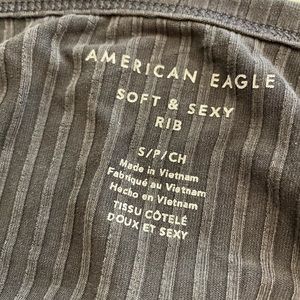 AMERICAN EAGLE
SOFT & SEXY
RIB
S/P/CH
Made in Vietnam
Fabriqué au Vietnam
Hecho en Vietnam
TISSU CÔTELÉ
DOUX ET SEXY